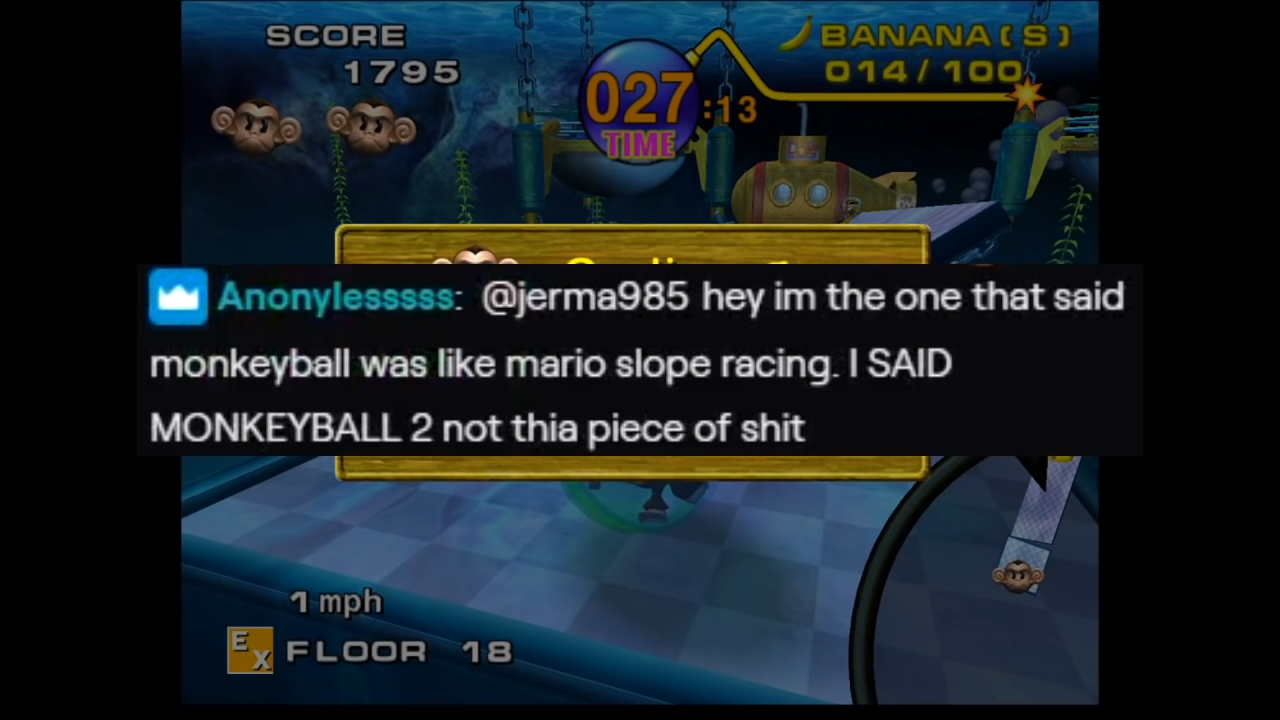 SCORE
1795
027:13
TIME
BANANA(S)
014/100
Anonylesssss: @jerma985 hey im the one that said
monkeyball was like mario slope racing. I SAID
MONKEYBALL 2 not thia piece of shit
1 mph
EX FLOOR 18